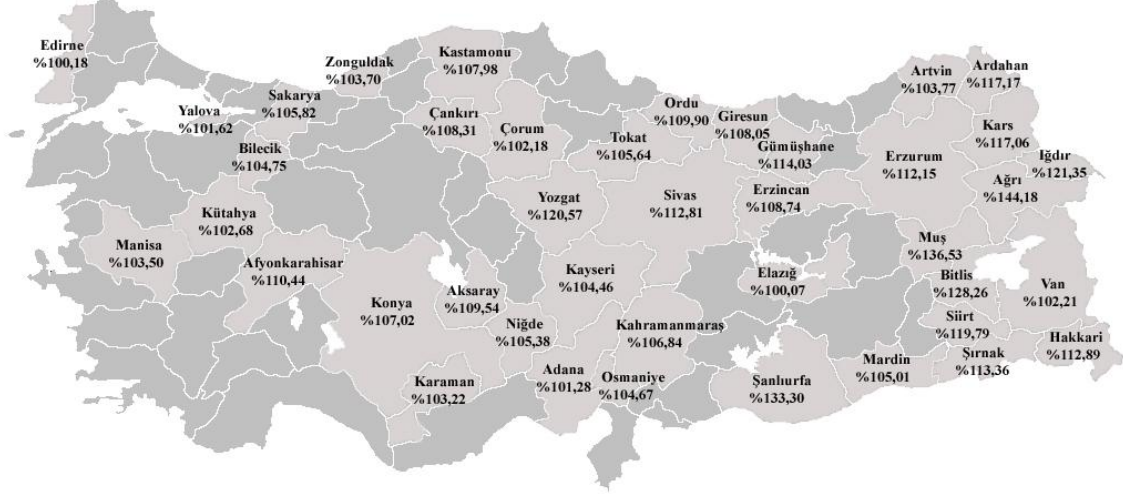 Edirne
%100,18
Zonguldak
%103,70
Kastamonu
%107,98
Artvin
%103,77
Ardahan
%117,17
Yalova
%101,62
Sakarya
%105,82
Çankırı
%108,31
Çorum
%102,18
Ordu
%109,90
Giresun
%108,05
Tokat
%105,64
Gümüşhane
%114,03
Kars
%117,06
Bilecik
%104,75
Erzurum
%112,15
Iğdır
%121,35
Ağrı
%144,18
Kütahya
%102,68
Yozgat
%120,57
Sivas
%112,81
Erzincan
%108,74
Manisa
%103,50
Afyonkarahisar
%110,44
Muş
%136,53
Kayseri
%104,46
Elazığ
%100,07
Bitlis
%128,26
Van
%102,21
Konya
%107,02
Aksaray
%109,54
Niğde
%105,38
Kahramanmaraş
%106,84
Siirt
%119,79
Hakkari
%112,89
Karaman
%103,22
Adana
%101,28
Osmaniye
%104,67
Şanlıurfa
%133,30
Mardin
%105,01
Şırnak
%113,36